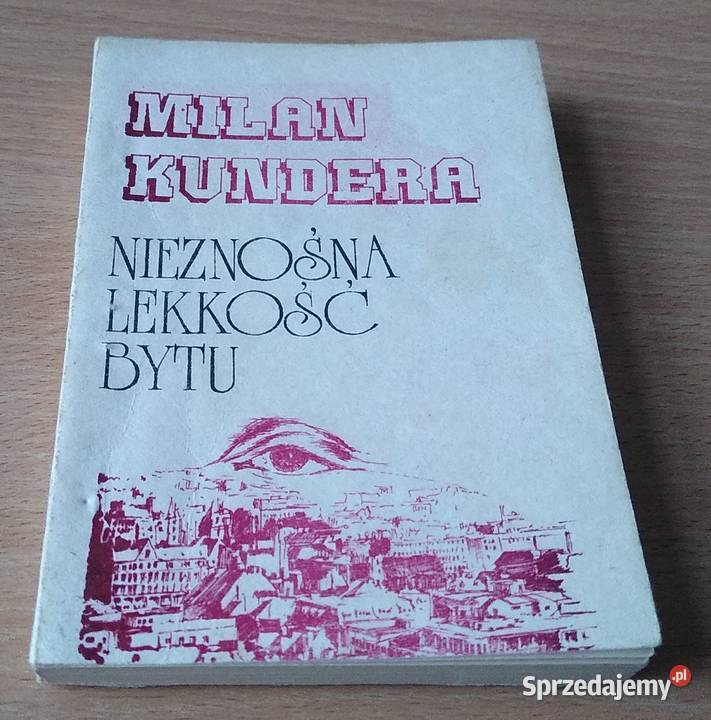 MILAN
KUNDERA
NIEZNOŚNA
LEKKOŚĆ
BYTU
Sprzedajemy.pl